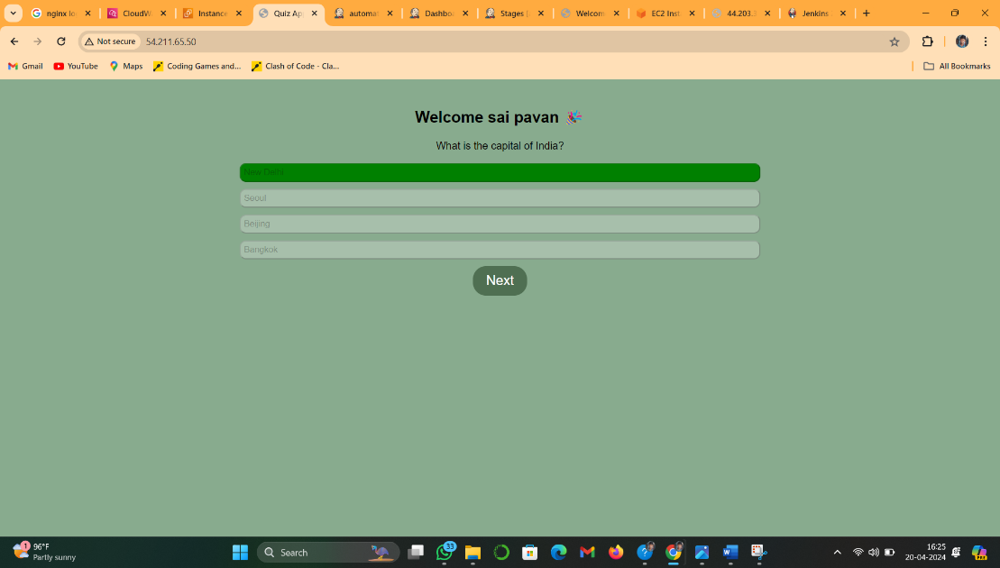 nginx lo
CloudW
Instance
Quiz Ap
automat
Dashbo
Stages |
Welcom
EC2 Inst
44.203.
Jenkins
Not secure
54.211.65.50
Gmail
YouTube
Maps
Coding Games and...
Clash of Code - Cla...
All Bookmarks
Welcome sai pavan
What is the capital of India?
New Delhi
Seoul
Beijing
Bangkok
Next
1
96°F
Partly sunny
Search
33
16:25
20-04-2024